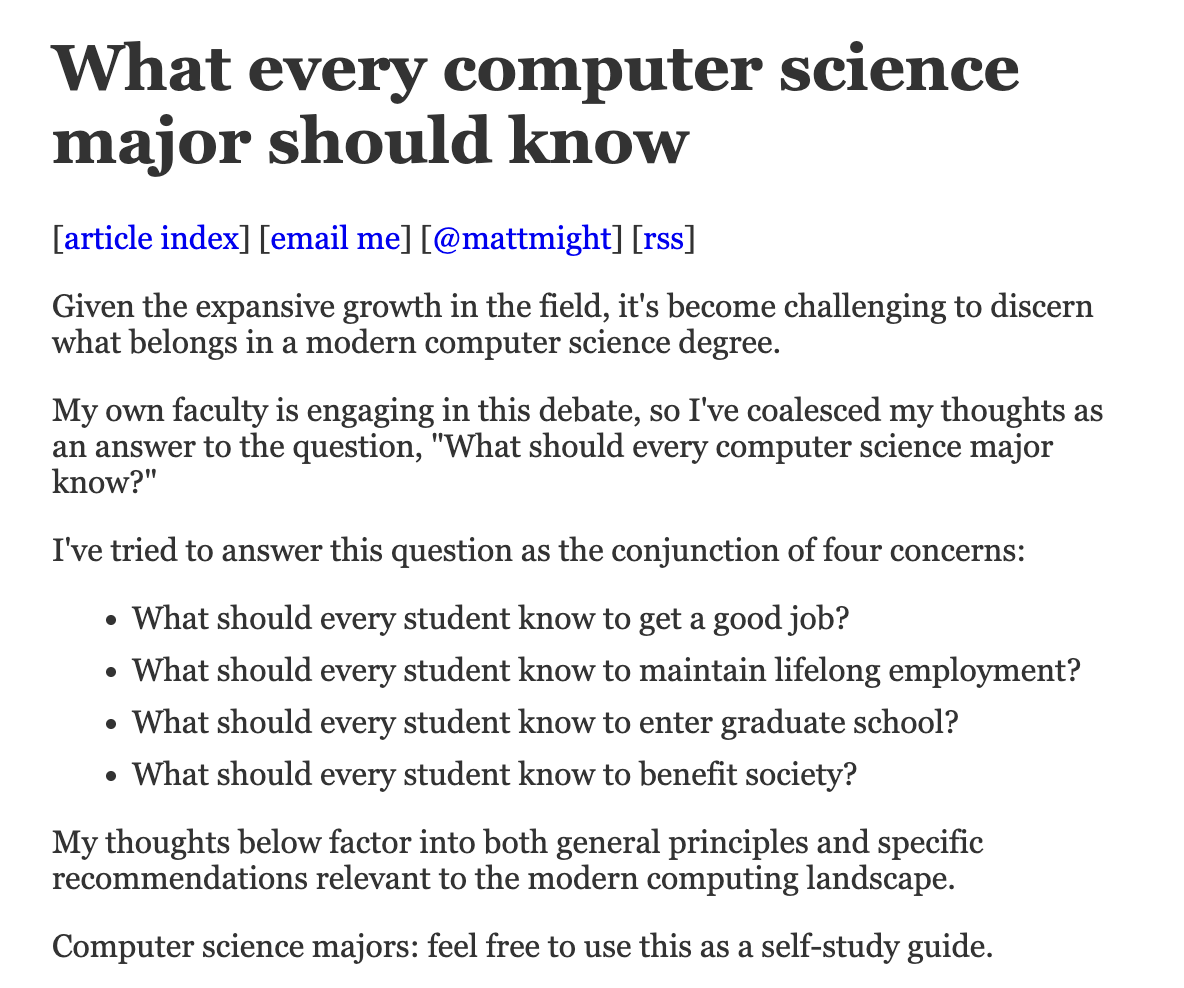 What every computer science
major should know
[article index] [email me] [@mattmight] [rss]
Given the expansive growth in the field, it's become challenging to discern
what belongs in a modern computer science degree.
My own faculty is engaging in this debate, so I've coalesced my thoughts as
an answer to the question, "What should every computer science major
know?"
I've tried to answer this question as the conjunction of four concerns:
• What should every student know to get a good job?
• What should every student know to maintain lifelong employment?
• What should every student know to enter graduate school?
• What should every student know to benefit society?
My thoughts below factor into both general principles and specific
recommendations relevant to the modern computing landscape.
Computer science majors: feel free to use this as a self-study guide.